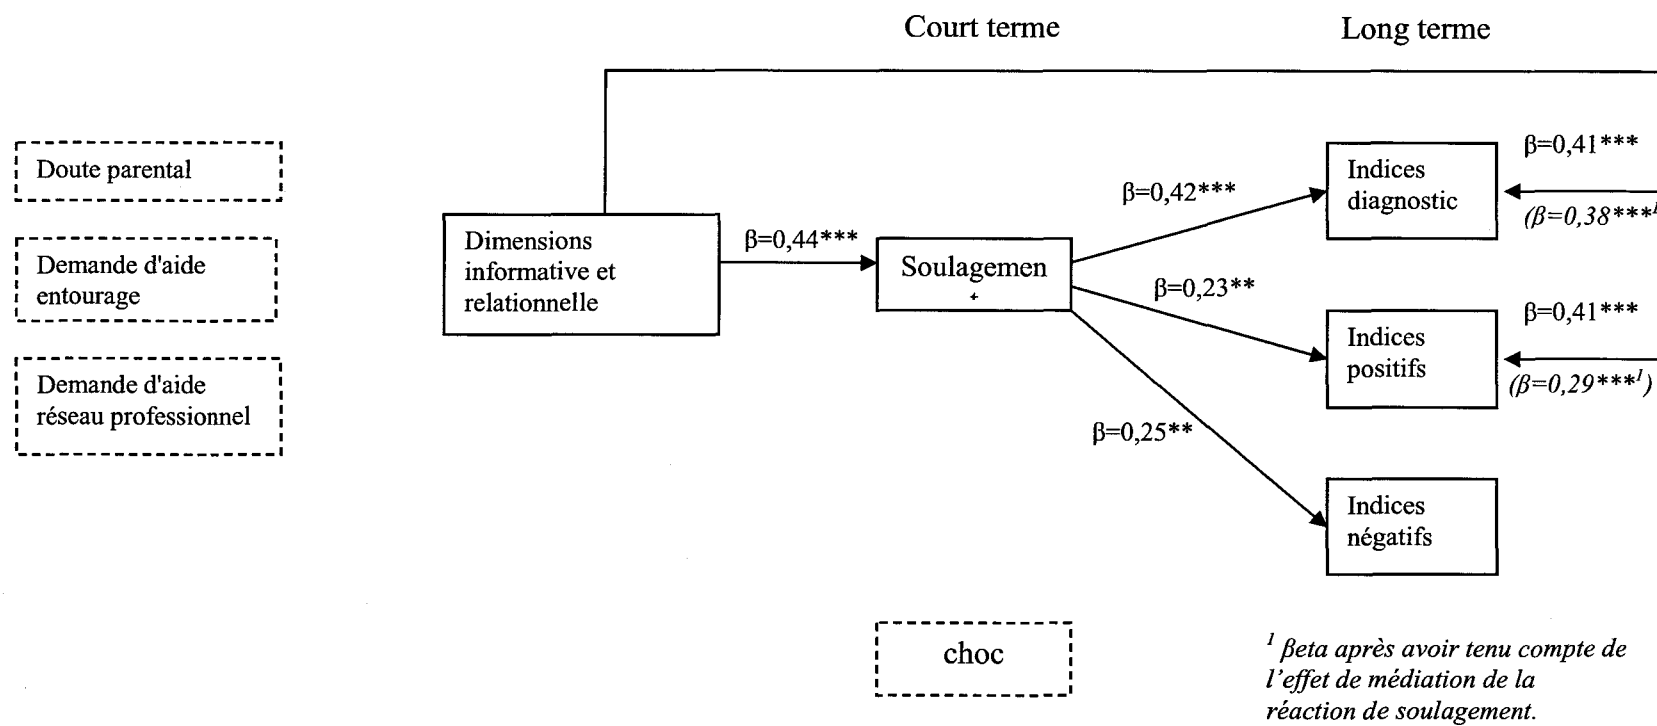 Court terme
Long terme
Doute parental
Demande d'aide
entourage
Demande d'aide
réseau professionnel
Dimensions
informative et
relationnelle
β=0,44***
Soulagemen
β=0,42***
β=0,23**
β=0,25**
Indices
diagnostic
β=0,41***
(β=0,38***¹
Indices
positifs
β=0,41***
(β=0,29***¹)
Indices
négatifs
choc
¹ βeta après avoir tenu compte de
l'effet de médiation de la
réaction de soulagement.